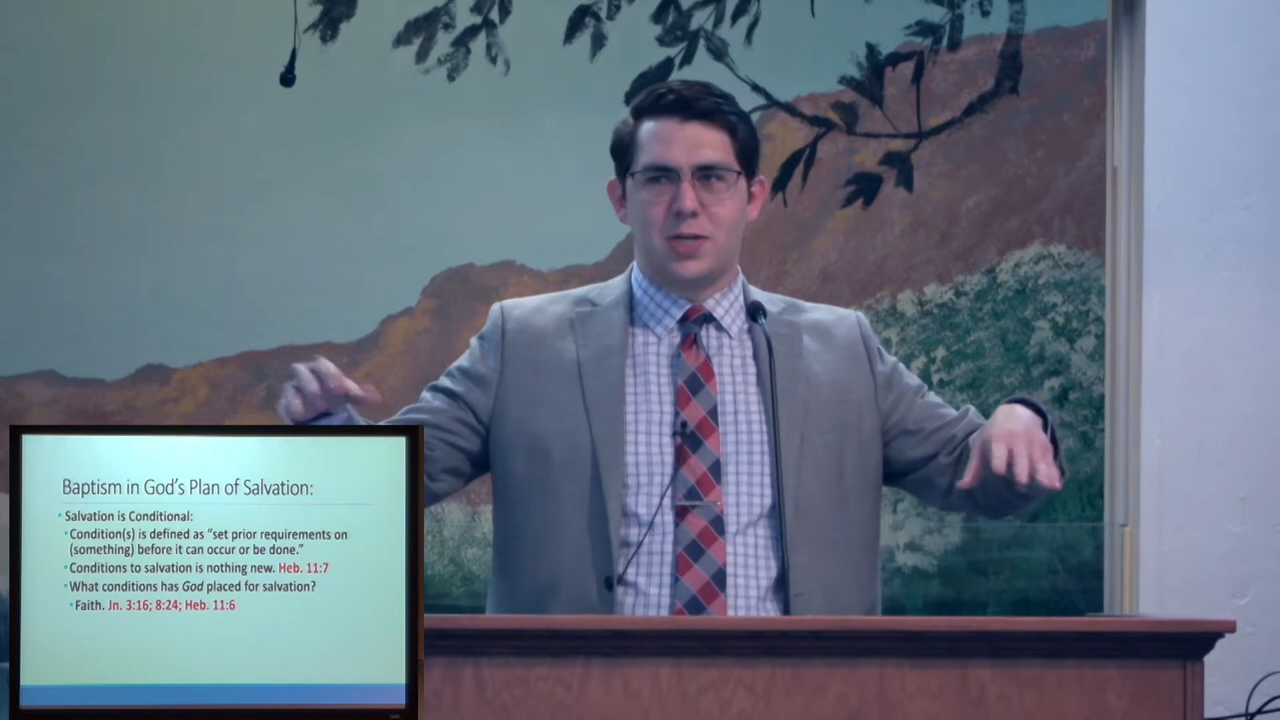 Baptism in God's Plan of Salvation:
Salvation is Conditional:
Condition(s) is defined as "set prior requirements on
(something) before it can occur or be done."
Conditions to salvation is nothing new. Heb. 11:7
What conditions has God placed for salvation?
Faith. Jn. 3:16; 8:24; Heb. 11:6